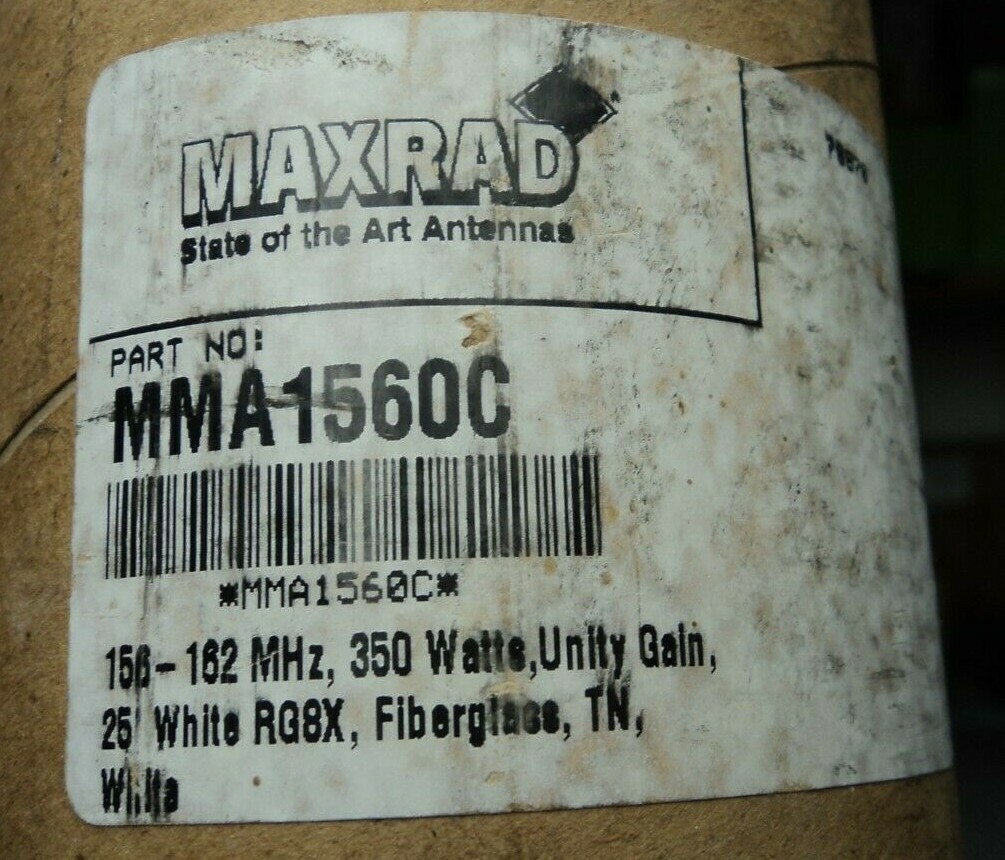 MAXRAD
State of the Art Antennas
PART NO:
MMA1560C
*MMA1560C*
156-162 MHz, 350 Watts,Unity Gain,
25' White RG8X, Fiberglass, TN,
White